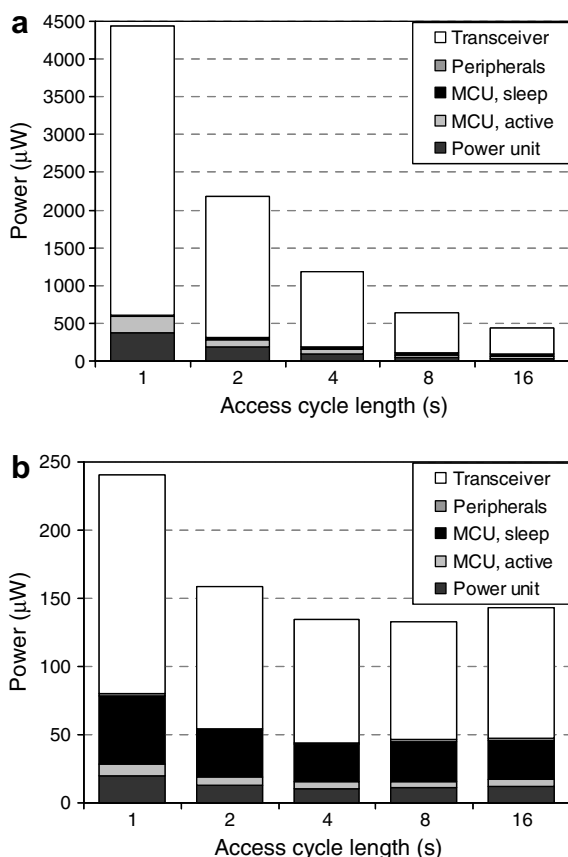 a
4500
4000
3500
3000
2500
2000
1500
1000
500
0
Power (μW)
Transceiver
Peripherals
MCU, sleep
MCU, active
Power unit
1 2 4 8 16
Access cycle length (s)
b
250
200
150
100
50
0
Power (μW)
Transceiver
Peripherals
MCU, sleep
MCU, active
Power unit
1 2 4 8 16
Access cycle length (s)